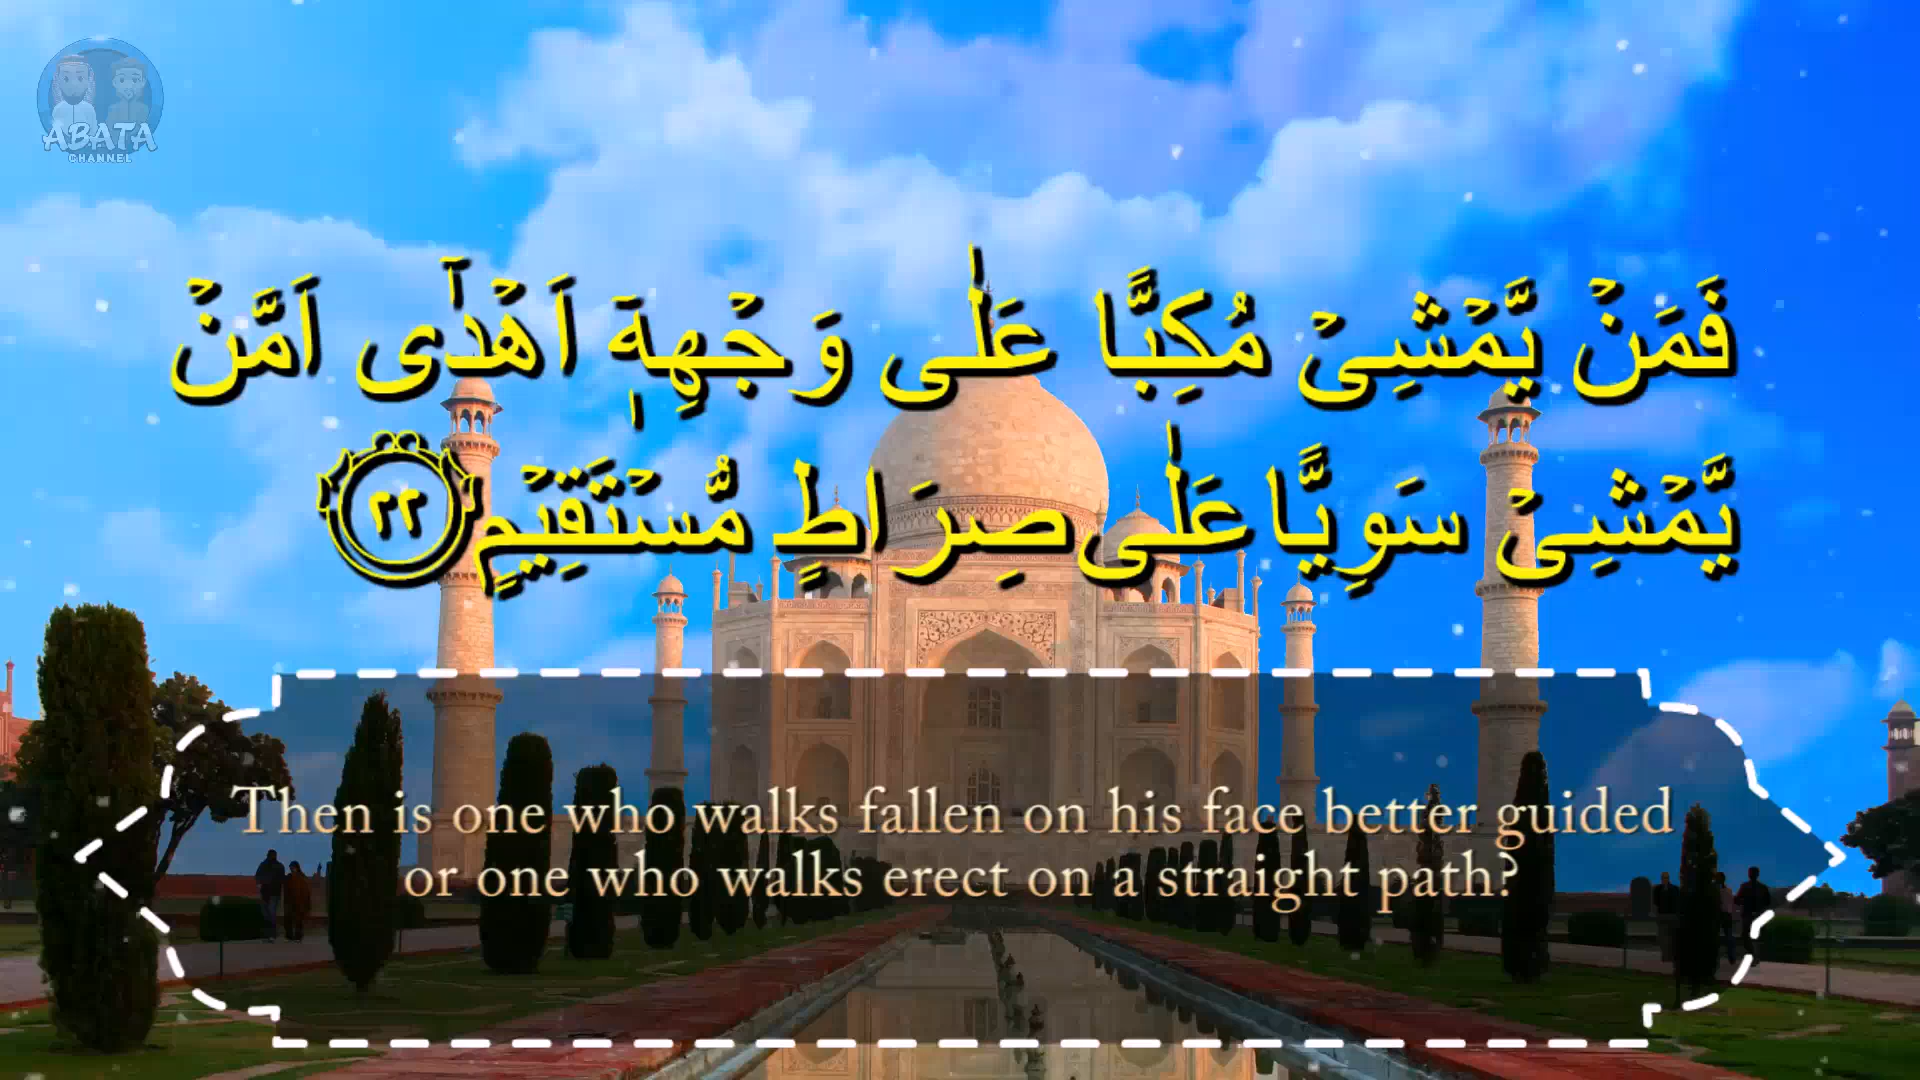 ABATA
CHANNEL
فَمَنۡ يَّمۡشِىۡ مُكِبًّا عَلٰى وَجۡهِهٖۤ اَهۡدٰٓى اَمَّنۡ
يَّمۡشِىۡ سَوِيًّا عَلٰى صِرَاطٍ مُّسۡتَقِيۡمٍ ٢٢
Then is one who walks fallen on his face better guided
or one who walks erect on a straight path?